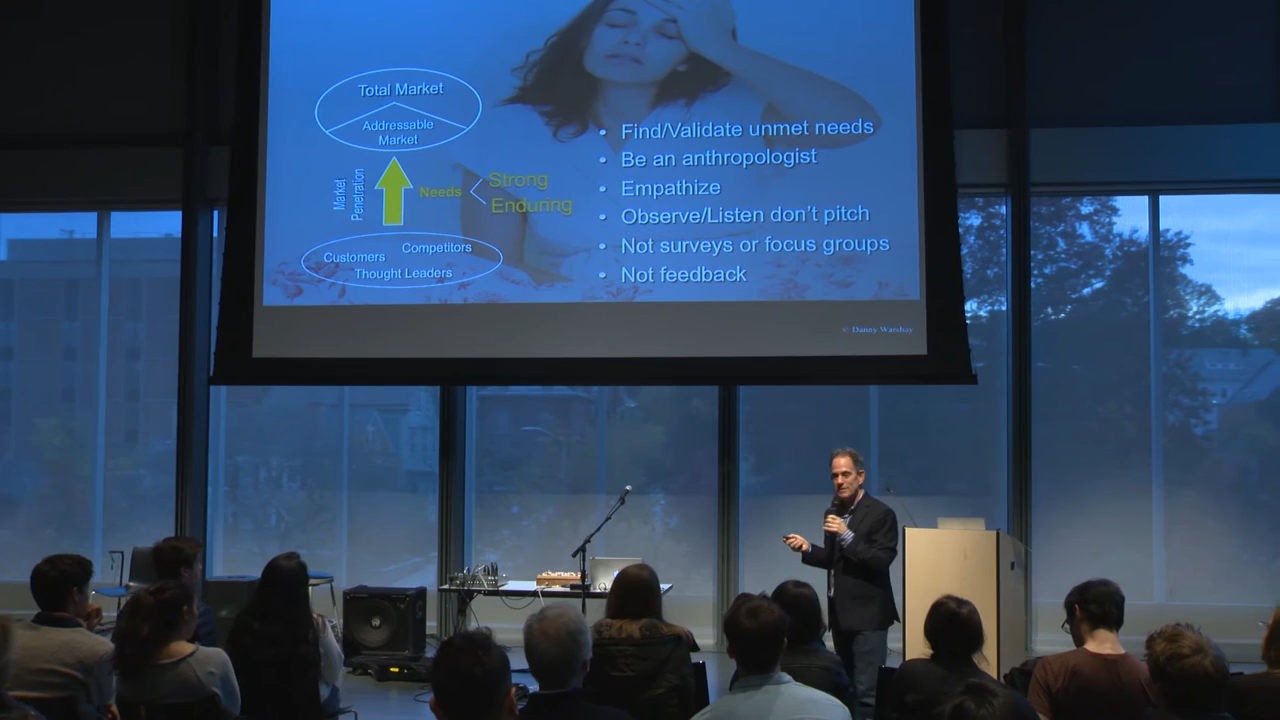 Total Market
Addressable
Market
Market
Penetration
Needs
Strong
Enduring
Customers
Competitors
Thought Leaders
• Find/Validate unmet needs
• Be an anthropologist
• Empathize
• Observe/Listen don't pitch
• Not surveys or focus groups
• Not feedback
© Danny Warshay